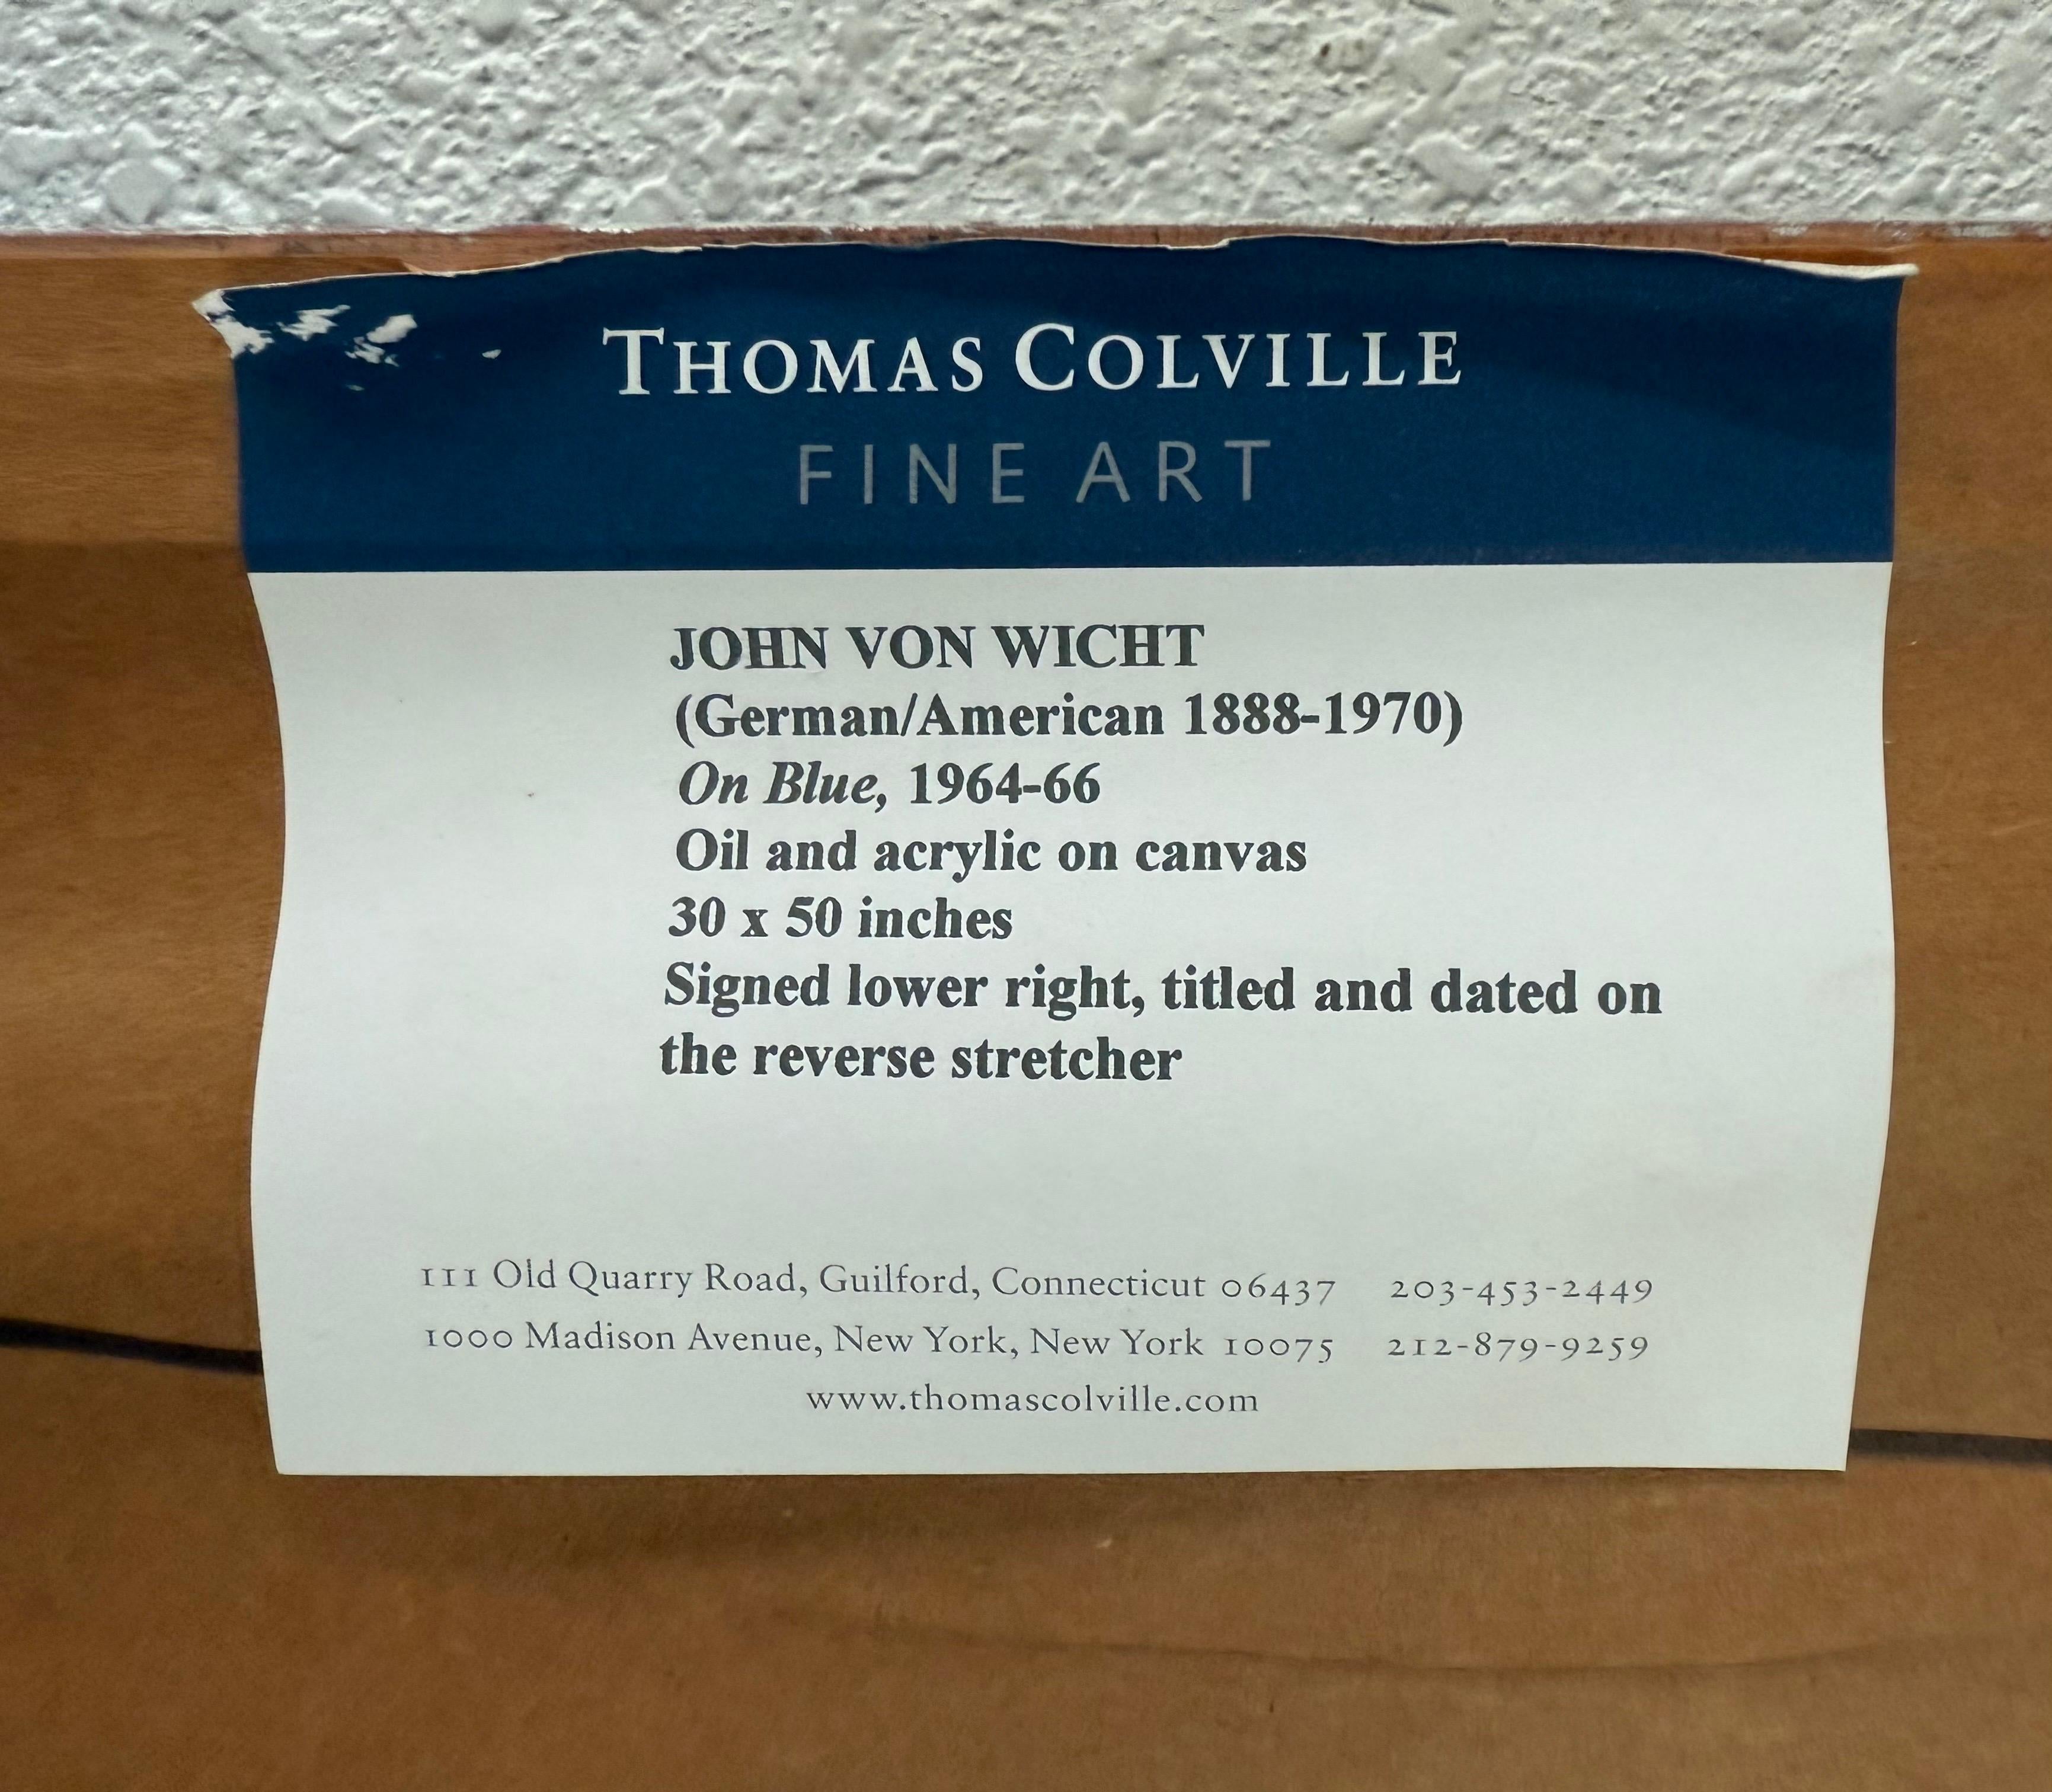 THOMAS COLVILLE
FINE ART
JOHN VON WICHT
(German/American 1888-1970)
On Blue, 1964-66
Oil and acrylic on canvas
30 x 50 inches
Signed lower right, titled and dated on
the reverse stretcher
111 Old Quarry Road, Guilford, Connecticut 06437 203-453-2449
1000 Madison Avenue, New York, New York 10075 212-879-9259
www.thomascolville.com